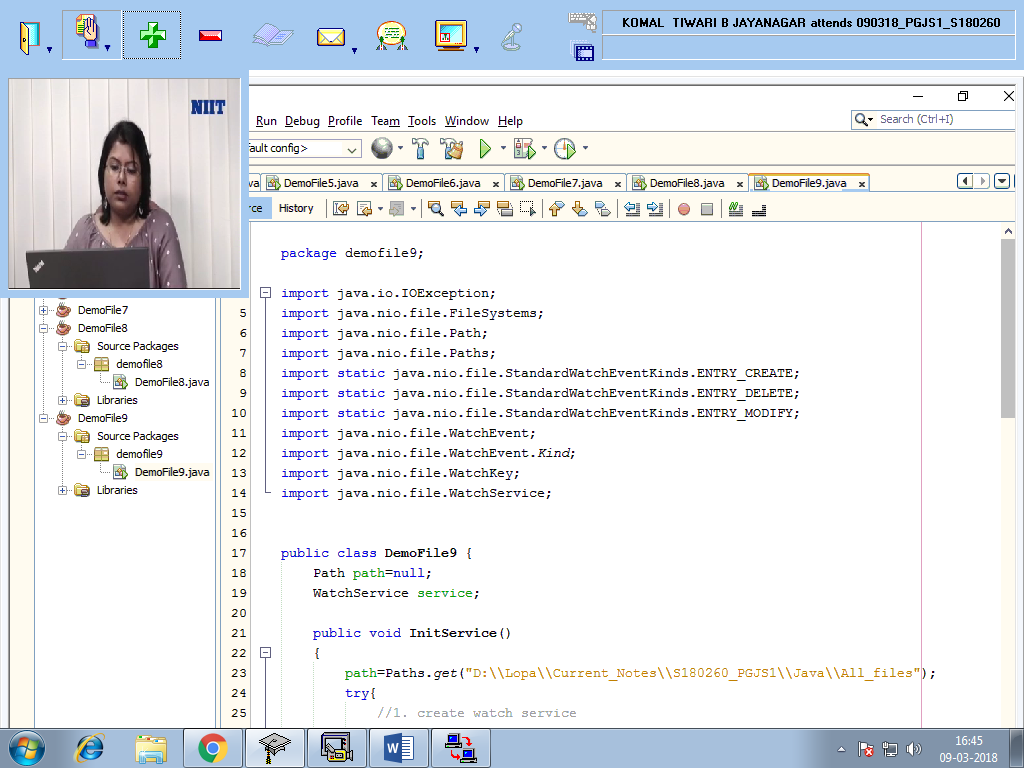 KOMAL TIWARI B JAYANAGAR attends 090318_PGJS1_S180260
NIIT
ThinkPad
Run Debug Profile Team Tools Window Help
Search (Ctrl+I)
fault config>
va DemoFile5.java x DemoFile6.java x DemoFile7.java x DemoFile8.java x DemoFile9.java x
rce History
DemoFile7
DemoFile8
Source Packages
demofile8
DemoFile8.java
Libraries
DemoFile9
Source Packages
demofile9
DemoFile9.java
Libraries
package demofile9;
import java.io.IOException;
5 import java.nio.file.FileSystems;
6 import java.nio.file.Path;
7 import java.nio.file.Paths;
8 import static java.nio.file.StandardWatchEventKinds.ENTRY_CREATE;
9 import static java.nio.file.StandardWatchEventKinds.ENTRY_DELETE;
10 import static java.nio.file.StandardWatchEventKinds.ENTRY_MODIFY;
11 import java.nio.file.WatchEvent;
12 import java.nio.file.WatchEvent.Kind;
13 import java.nio.file.WatchKey;
14 import java.nio.file.WatchService;
15
16
17 public class DemoFile9 {
18 Path path=null;
19 WatchService service;
20
21 public void InitService()
22 {
23 path=Paths.get("D:\\Lopa\\Current_Notes\\S180260_PGJS1\\Java\\All_files");
24 try{
25 //1. create watch service
16:45
09-03-2018